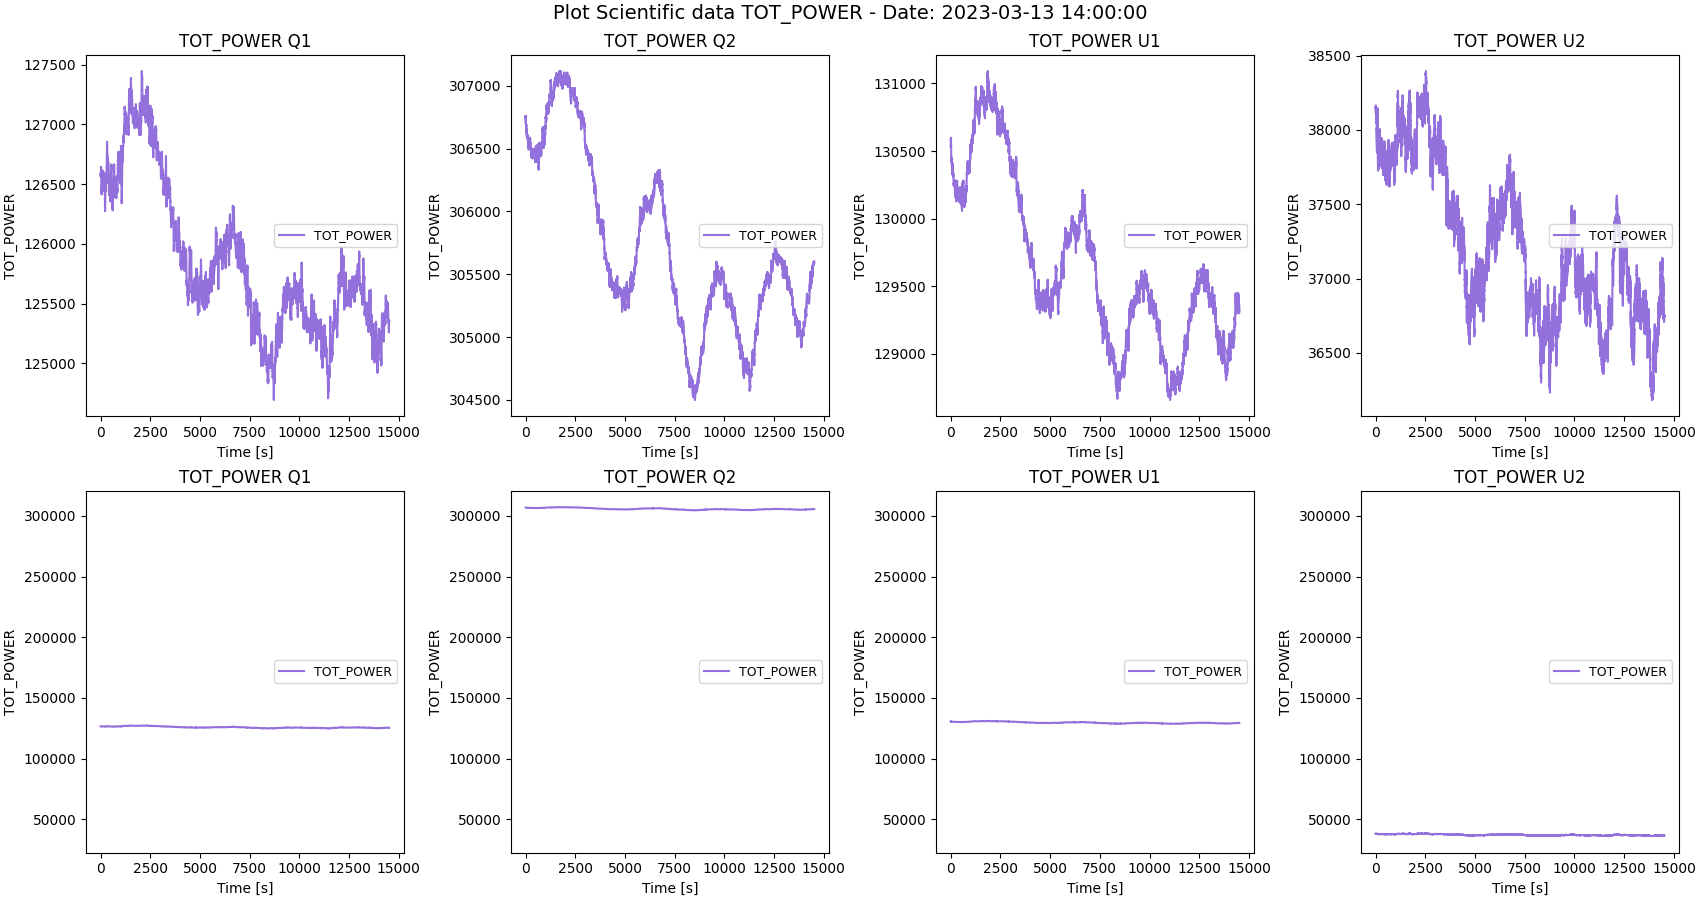 Plot Scientific data TOT_POWER - Date: 2023-03-13 14:00:00
TOT_POWER Q1
TOT_POWER Q2
TOT_POWER U1
TOT_POWER U2
127500
127000
126500
126000
125500
125000
TOT_POWER
TOT_POWER
0 2500 5000 7500 10000 12500 15000
Time [s]
307000
306500
306000
305500
305000
304500
TOT_POWER
TOT_POWER
0 2500 5000 7500 10000 12500 15000
Time [s]
131000
130500
130000
129500
129000
TOT_POWER
TOT_POWER
0 2500 5000 7500 10000 12500 15000
Time [s]
38500
38000
37500
37000
36500
TOT_POWER
TOT_POWER
0 2500 5000 7500 10000 12500 15000
Time [s]
TOT_POWER Q1
TOT_POWER Q2
TOT_POWER U1
TOT_POWER U2
300000
250000
200000
150000
100000
50000
TOT_POWER
TOT_POWER
0 2500 5000 7500 10000 12500 15000
Time [s]
300000
250000
200000
150000
100000
50000
TOT_POWER
TOT_POWER
0 2500 5000 7500 10000 12500 15000
Time [s]
300000
250000
200000
150000
100000
50000
TOT_POWER
TOT_POWER
0 2500 5000 7500 10000 12500 15000
Time [s]
300000
250000
200000
150000
100000
50000
TOT_POWER
TOT_POWER
0 2500 5000 7500 10000 12500 15000
Time [s]